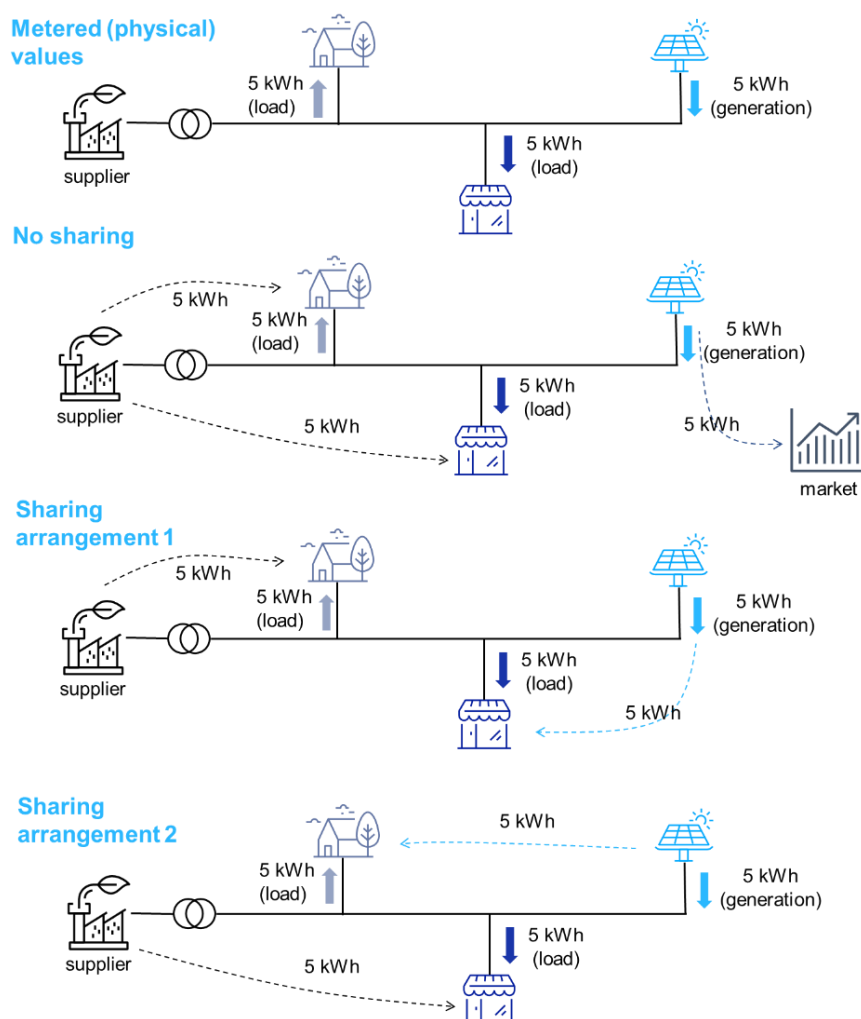 Metered (physical)
values
5 kWh
(load)
5 kWh
(generation)
5 kWh
(load)
supplier
No sharing
5 kWh
5 kWh
(load)
5 kWh
(generation)
5 kWh
(load)
supplier
5 kWh
5 kWh
market
Sharing
arrangement 1
5 kWh
5 kWh
(load)
5 kWh
(generation)
5 kWh
(load)
supplier
5 kWh
Sharing
arrangement 2
5 kWh
5 kWh
(load)
5 kWh
(generation)
5 kWh
(load)
supplier
5 kWh